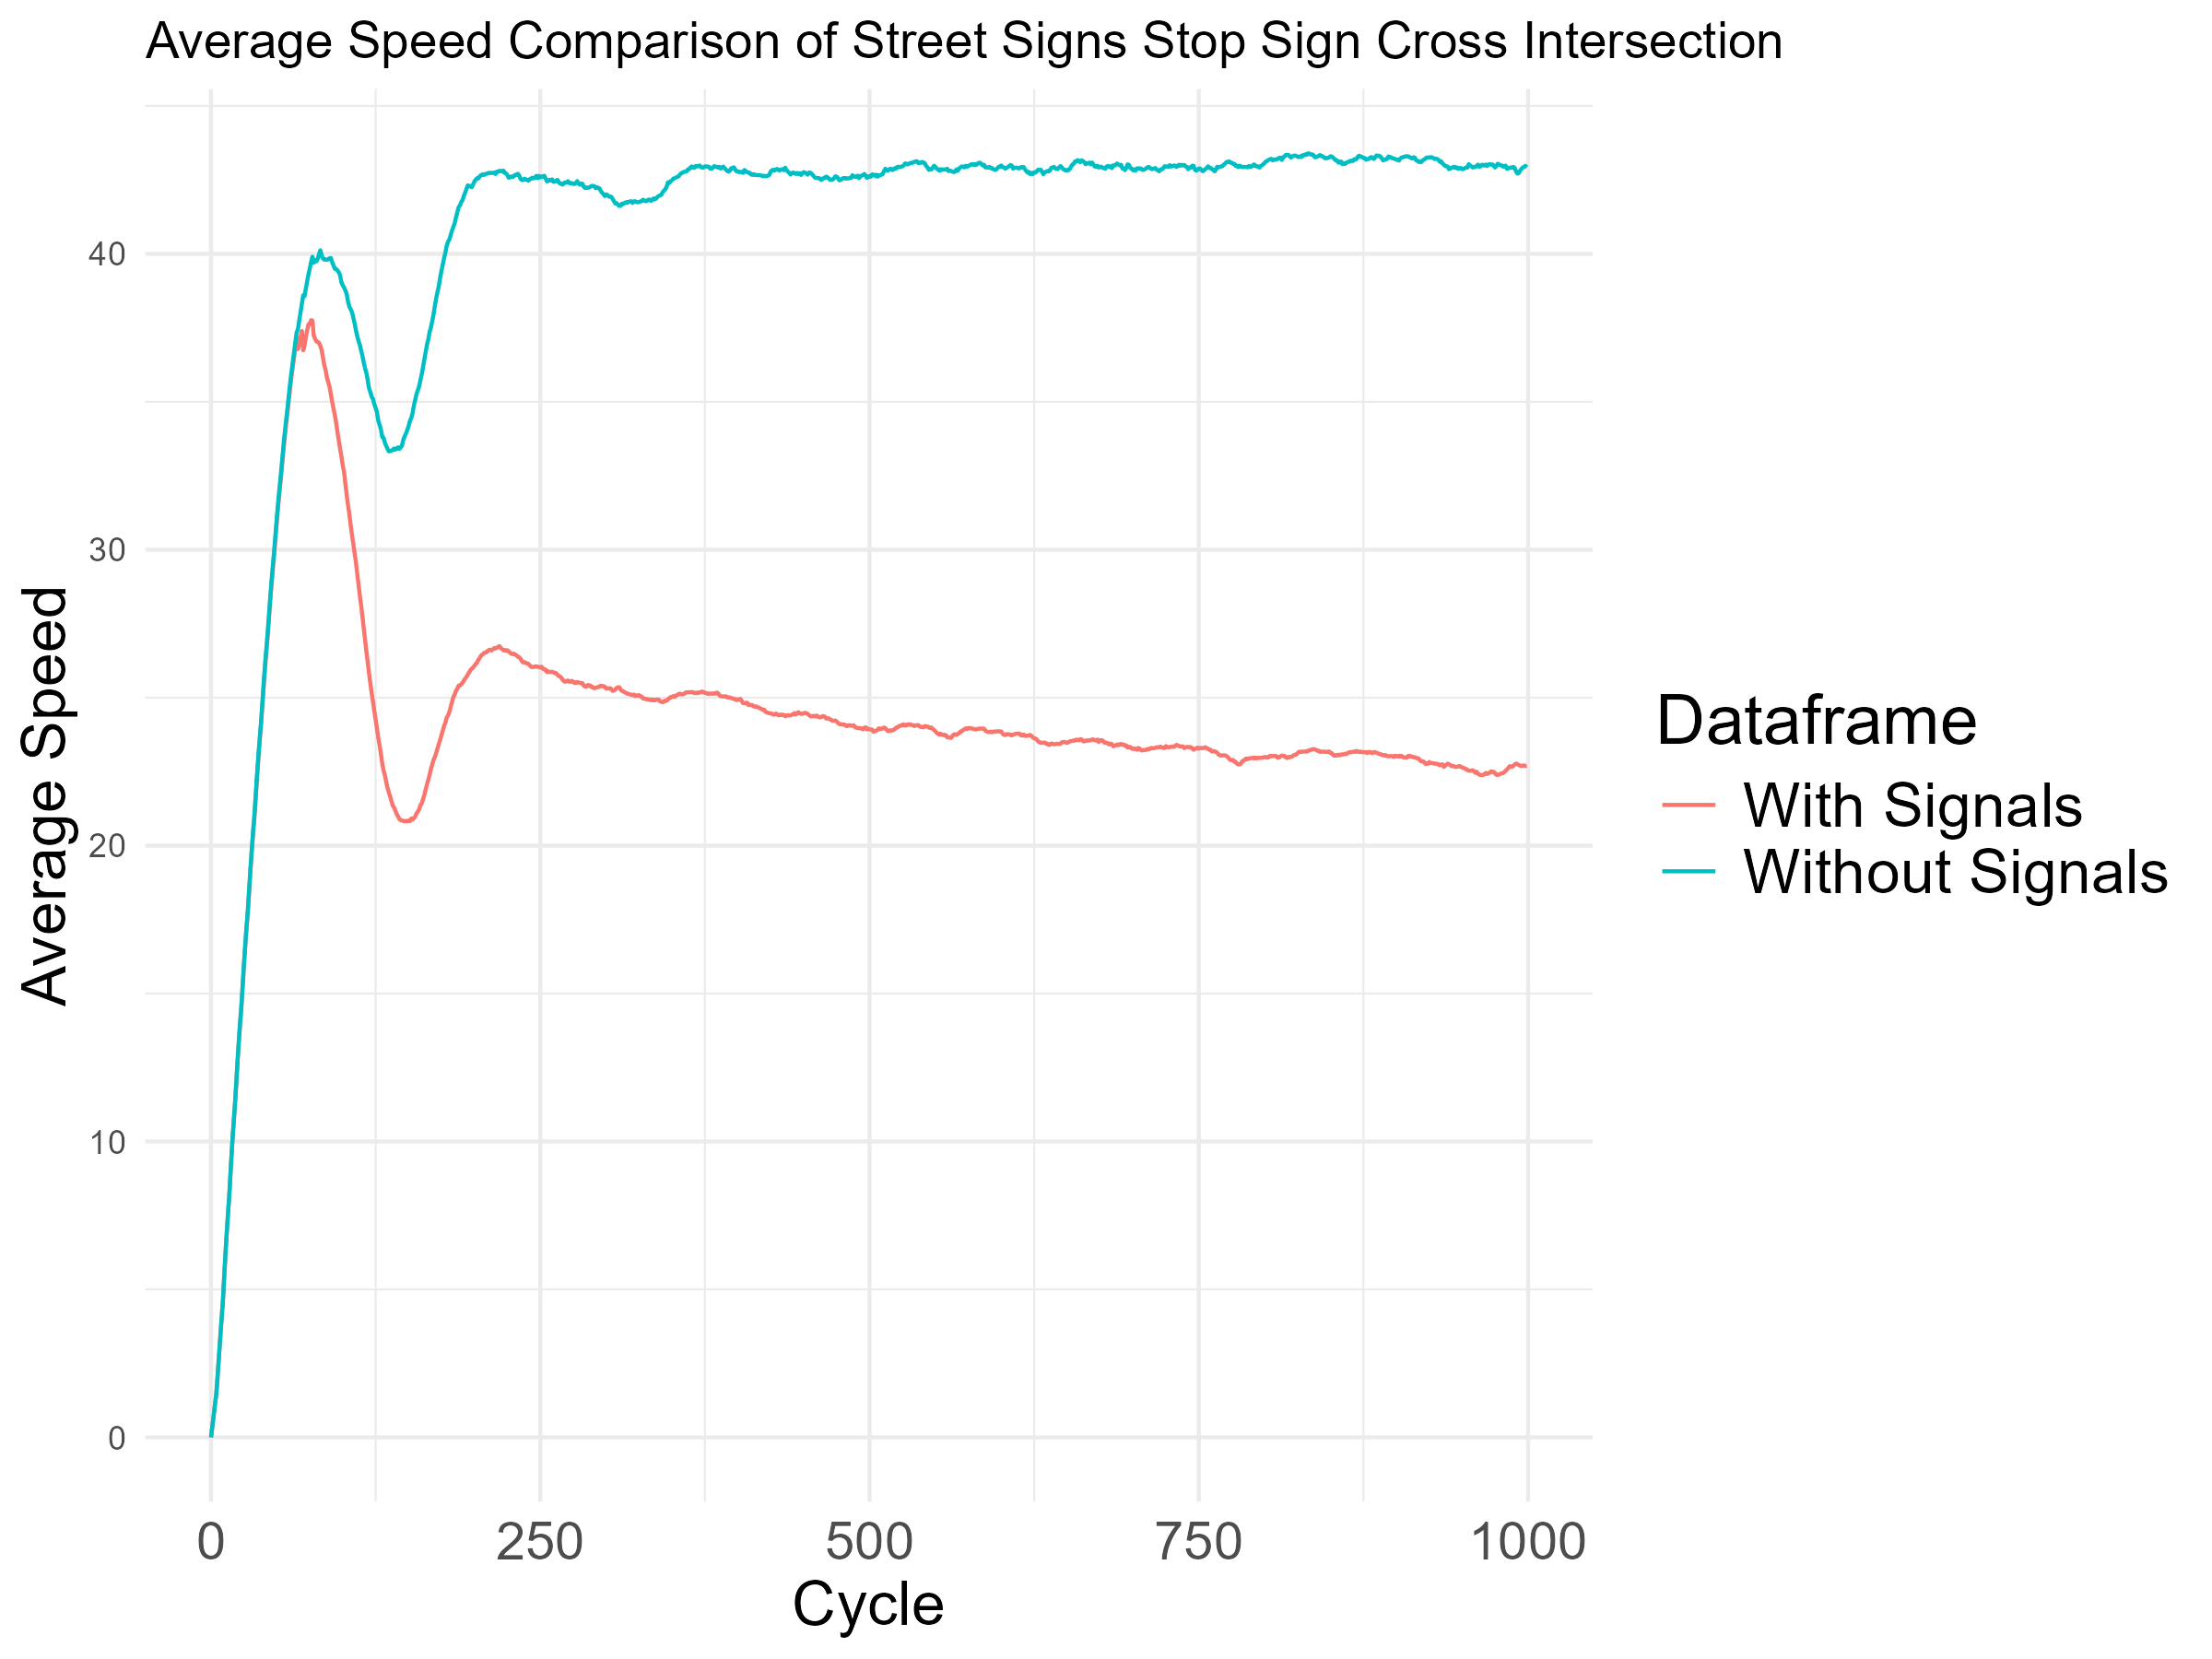 Average Speed Comparison of Street Signs Stop Sign Cross Intersection
40
30
20
10
0
Average Speed
0 250 500 750 1000
Cycle
Dataframe
With Signals
Without Signals